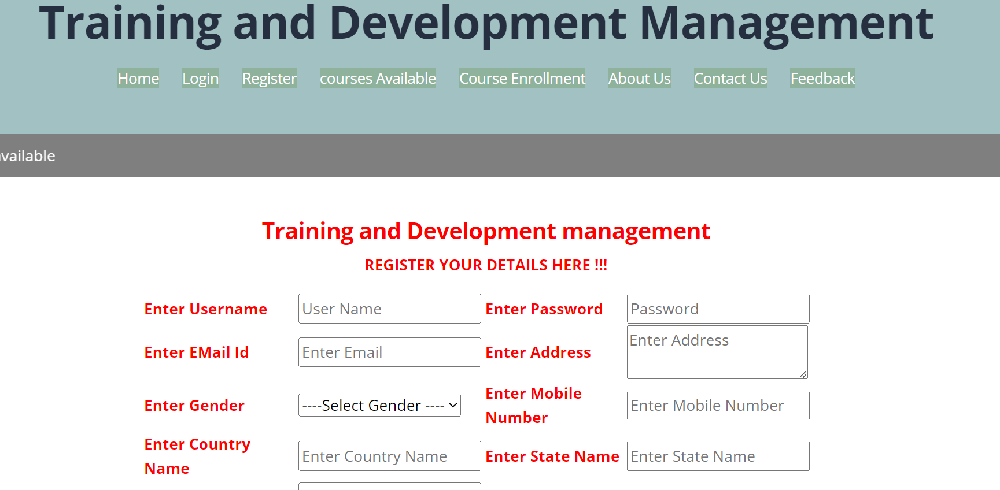 Training and Development Management
Home Login Register courses Available Course Enrollment About Us Contact Us Feedback
vailable
Training and Development management
REGISTER YOUR DETAILS HERE !!!
Enter Username User Name Enter Password Password
Enter EMail Id Enter Email Enter Address Enter Address
Enter Gender ----Select Gender ---- Enter Mobile Number Enter Mobile Number
Enter Country Name Enter Country Name Enter State Name Enter State Name